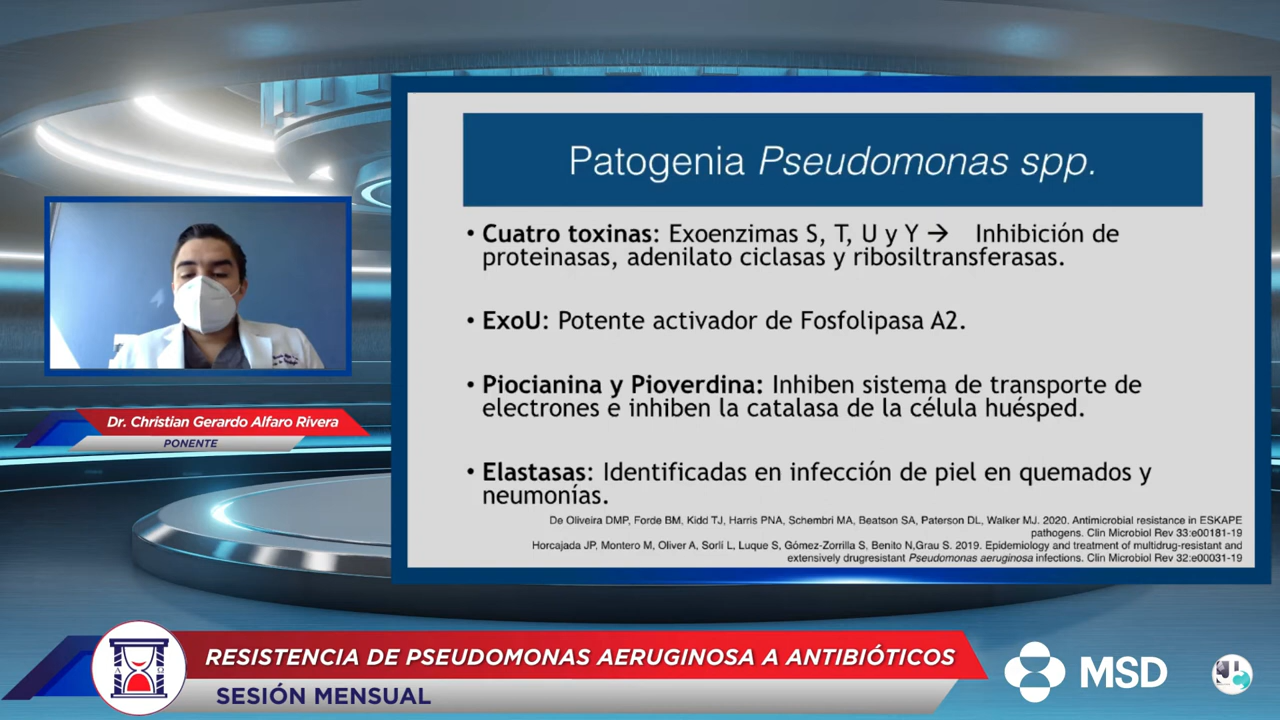 Patogenia Pseudomonas spp.
• Cuatro toxinas: Exoenzimas S, T, U y Y → Inhibición de
proteinasas, adenilato ciclasas y ribosiltransferasas.
• ExoU: Potente activador de Fosfolipasa A2.
• Piocianina y Pioverdina: Inhiben sistema de transporte de
electrones e inhiben la catalasa de la célula huésped.
• Elastasas: Identificadas en infección de piel en quemados y
neumonías.
De Oliveira DMP, Forde BM, Kidd TJ, Harris PNA, Schembri MA, Beatson SA, Paterson DL, Walker MJ. 2020. Antimicrobial resistance in ESKAPE
pathogens. Clin Microbiol Rev 33:e00181-19
Horcajada JP, Montero M, Oliver A, Sorlí L, Luque S, Gómez-Zorrilla S, Benito N,Grau S. 2019. Epidemiology and treatment of multidrug-resistant and
extensively drugresistant Pseudomonas aeruginosa infections. Clin Microbiol Rev 32:e00031-19
Dr. Christian Gerardo Alfaro Rivera
PONENTE
RESISTENCIA DE PSEUDOMONAS AERUGINOSA A ANTIBIÓTICOS
SESIÓN MENSUAL
A Ω
MSD